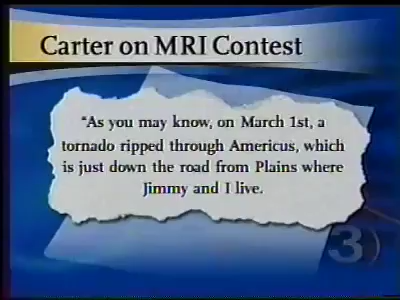 Carter on MRI Contest
"As you may know, on March 1st, a
tornado ripped through Americus, which
is just down the road from Plains where
Jimmy and I live.
3